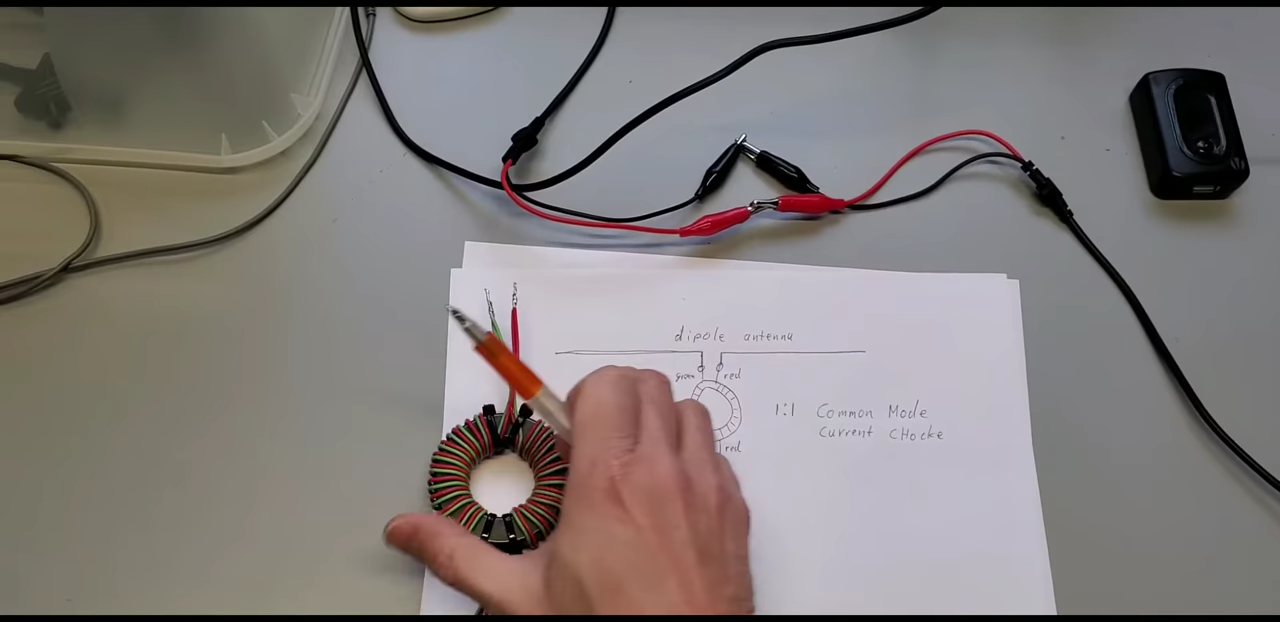 dipole antenna
green red
1:1 Common Mode
Current CHocke
red